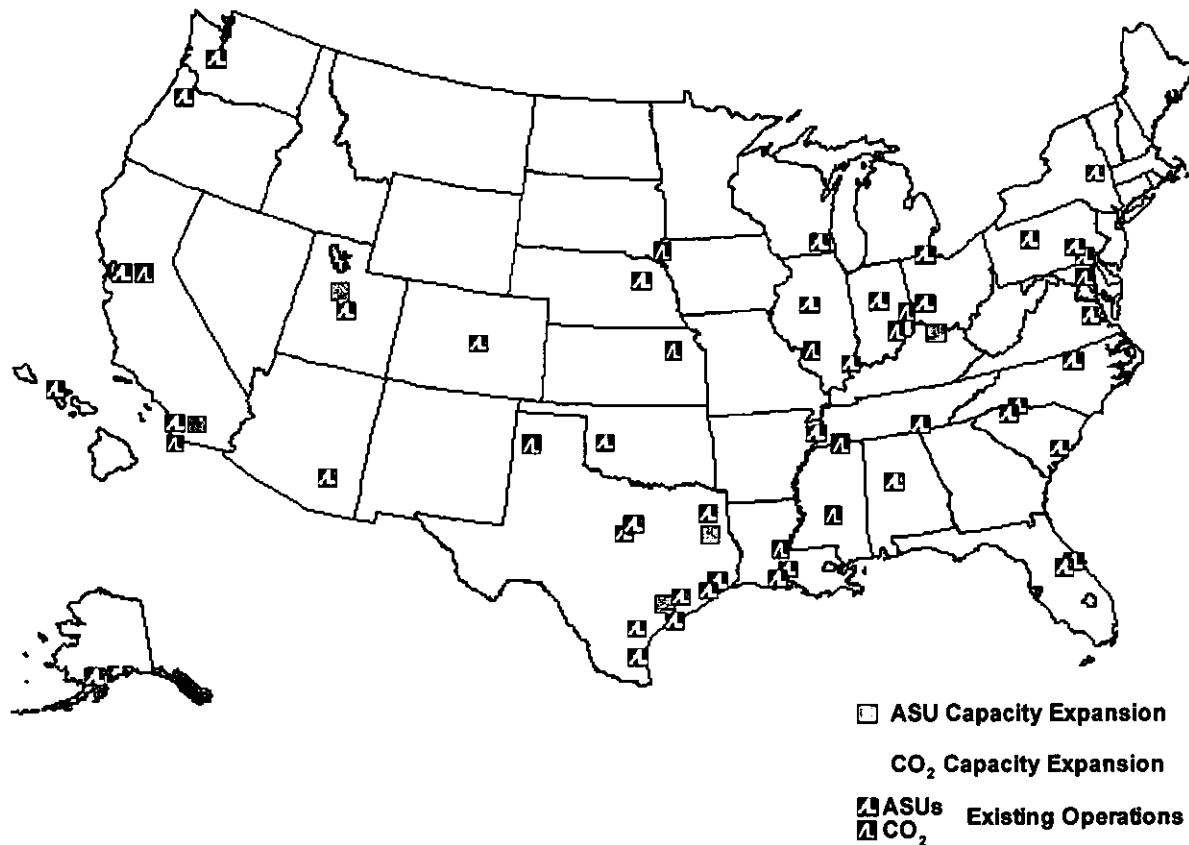 ASU Capacity Expansion
CO₂ Capacity Expansion
ASUs Existing Operations
CO₂